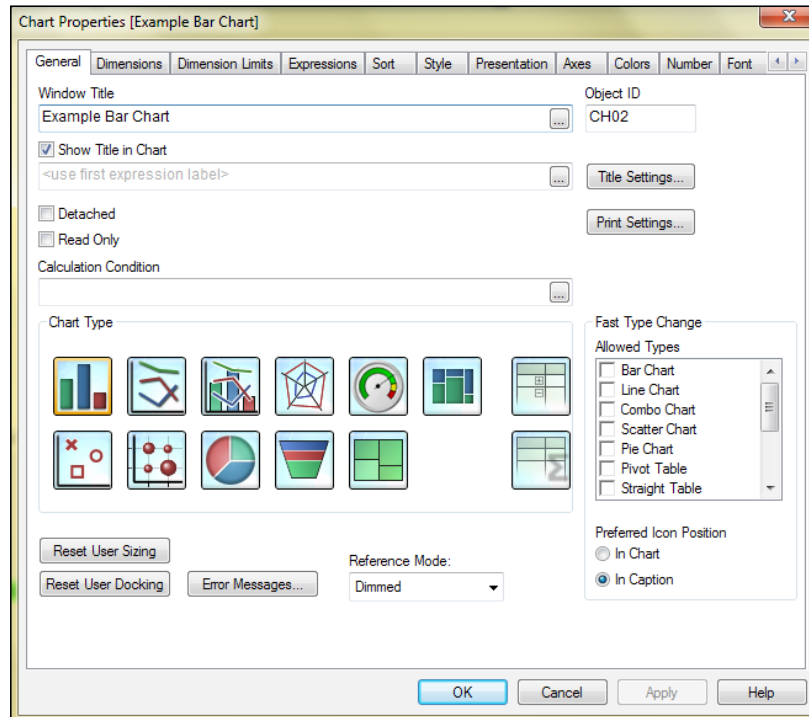 Chart Properties [Example Bar Chart]
General Dimensions Dimension Limits Expressions Sort Style Presentation Axes Colors Number Font
Window Title
Object ID
Example Bar Chart ...
CH02
Show Title in Chart
<use first expression label> ...
Title Settings...
Detached
Print Settings...
Read Only
Calculation Condition
...
Chart Type
Fast Type Change
Allowed Types
Bar Chart
Line Chart
Combo Chart
Scatter Chart
Pie Chart
Pivot Table
Straight Table
Preferred Icon Position
In Chart
In Caption
Reset User Sizing
Reference Mode:
Reset User Docking
Error Messages...
Dimmed
OK Cancel Apply Help